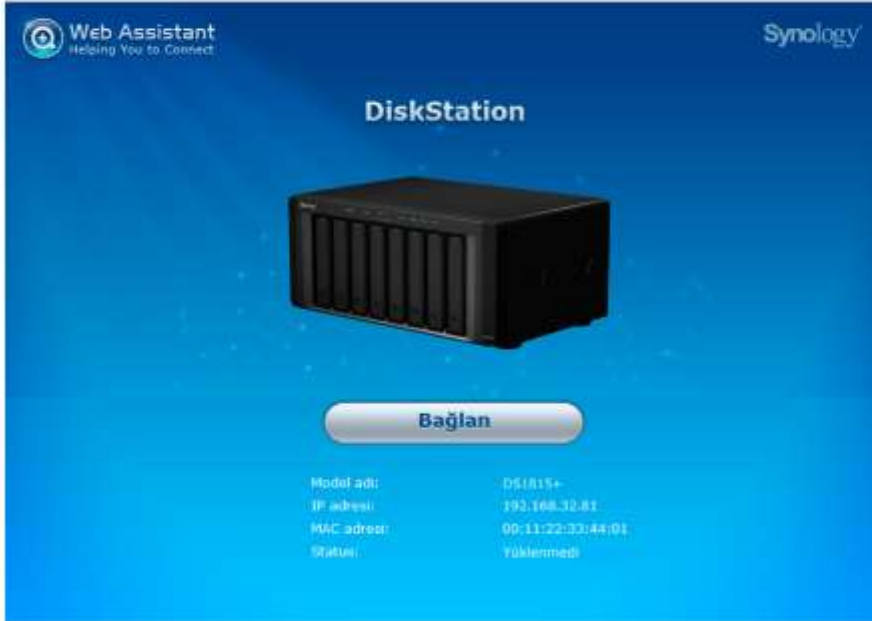 Web Assistant
Helping You to Connect
Synology
DiskStation
Bağlan
Model adı: DS1815+
IP adresi: 192.168.32.81
MAC adresi: 00:11:22:33:44:01
Status: Yüklenmedi